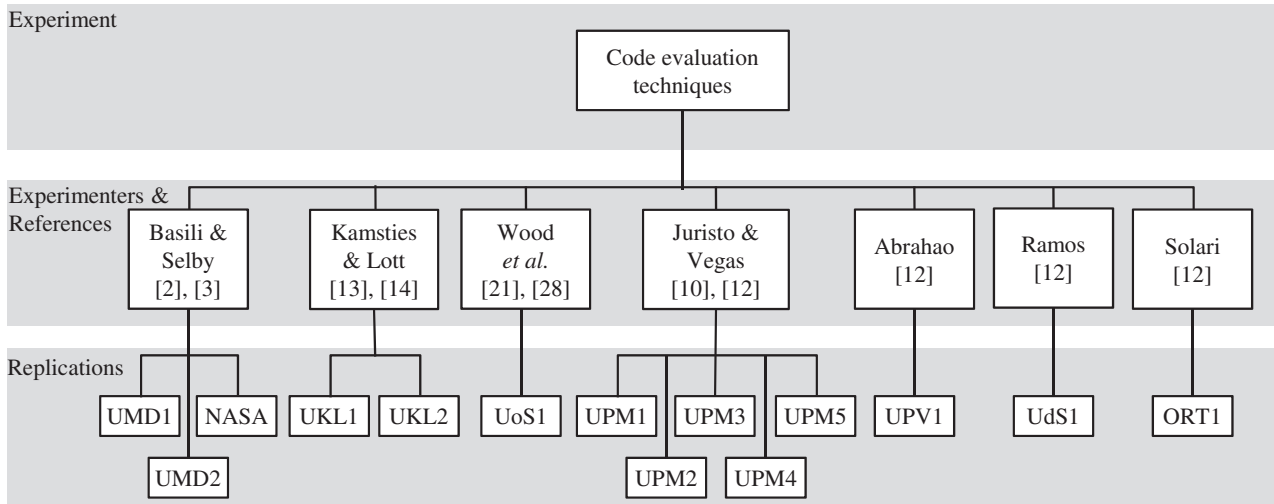 Experiment
Code evaluation
techniques
Experimenters &
References
Basili &
Selby
[2], [3]
Kamsties
& Lott
[13], [14]
Wood
et al.
[21], [28]
Juristo &
Vegas
[10], [12]
Abrahao
[12]
Ramos
[12]
Solari
[12]
Replications
UMD1
NASA
UMD2
UKL1
UKL2
UoS1
UPM1
UPM3
UPM5
UPM2
UPM4
UPV1
UdS1
ORT1